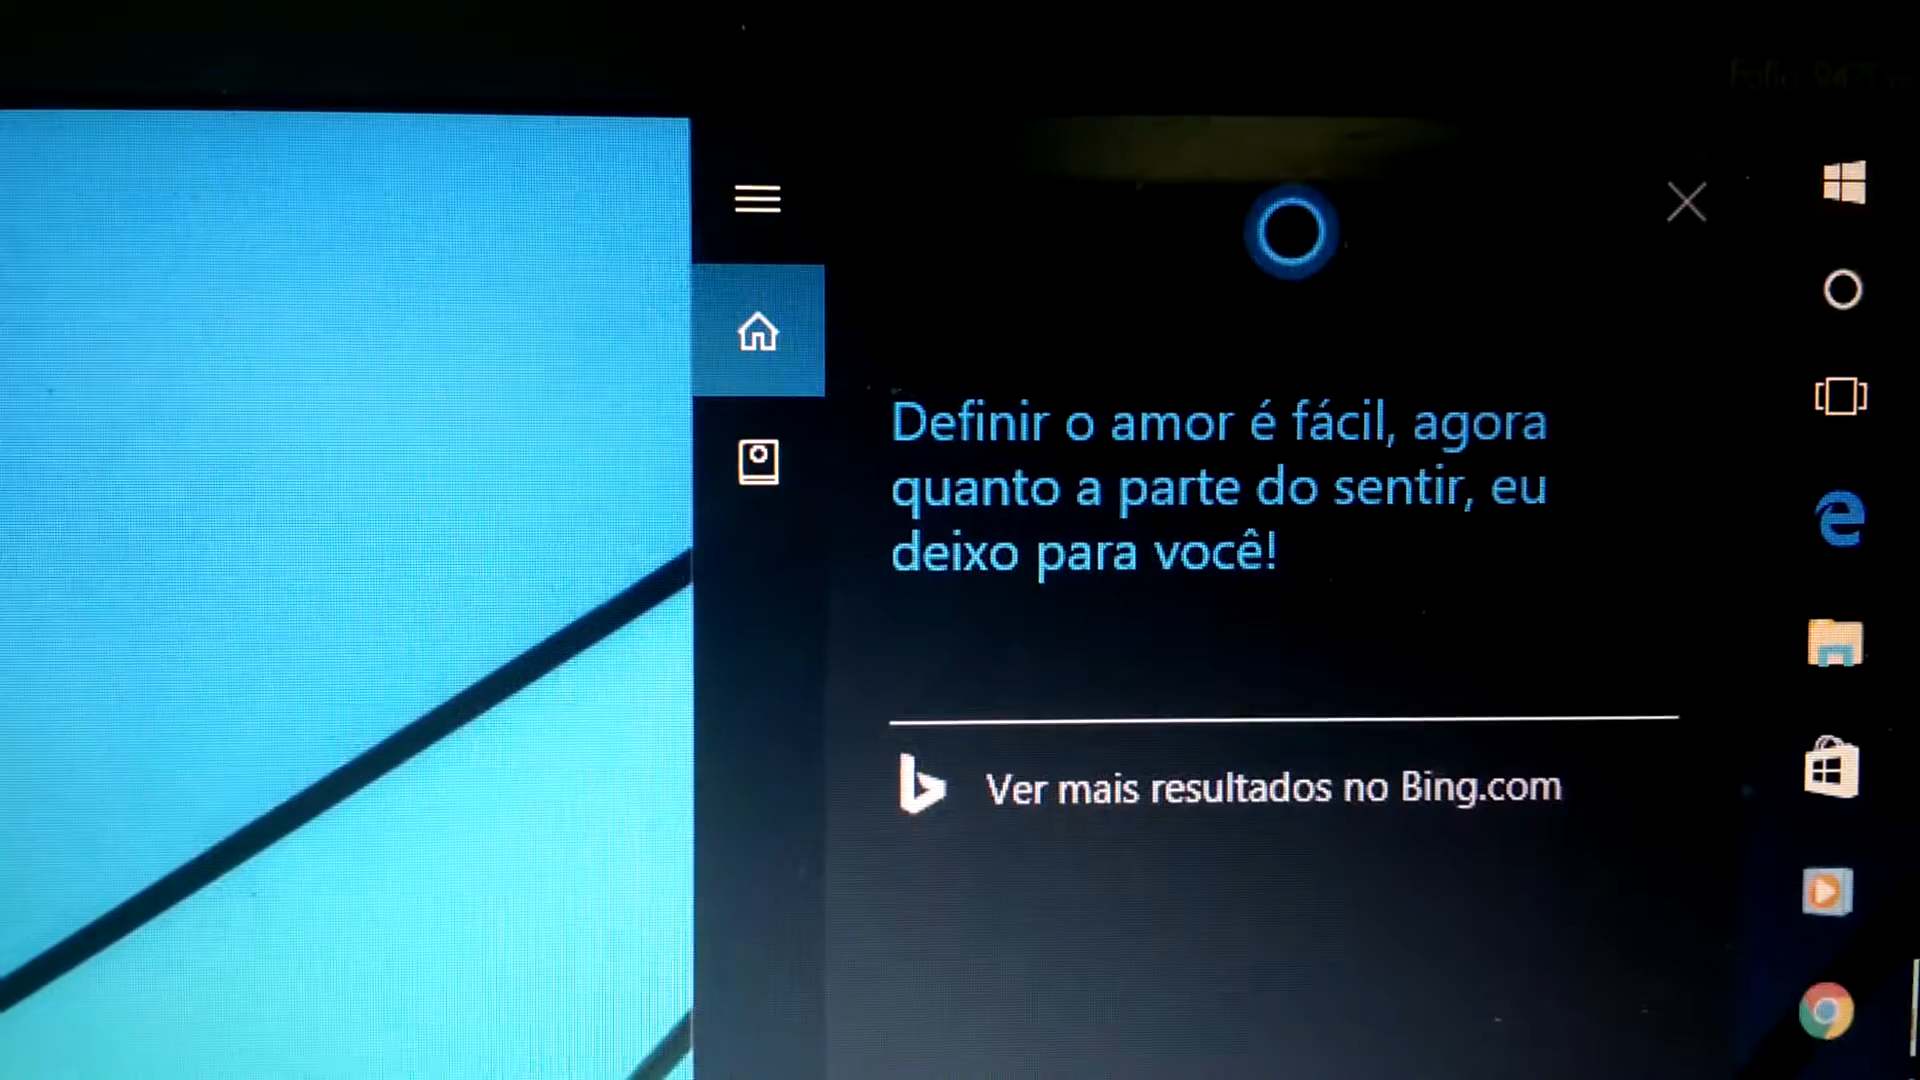 Definir o amor é fácil, agora
quanto a parte do sentir, eu
deixo para você!
Ver mais resultados no Bing.com